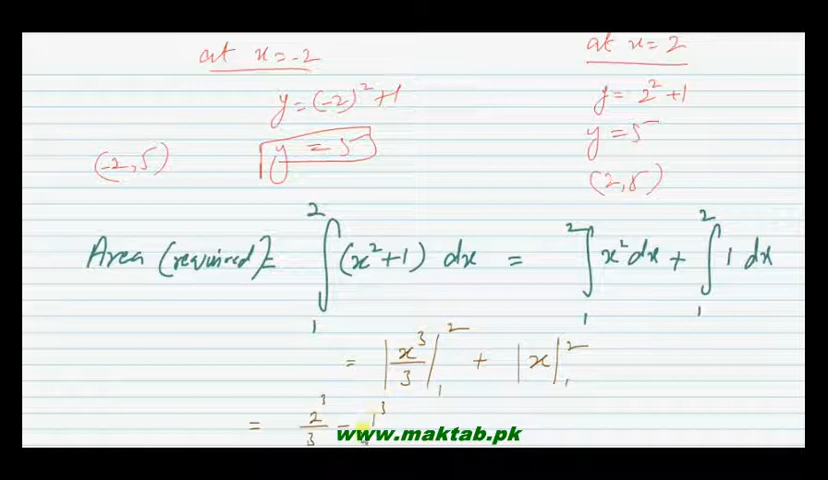 at x=-2
at x=2
y=(-2)²+1
y=2²+1
y=5
y=5
(-2,5)
(2,5)
Area (required)= ∫₁² (x²+1) dx = ∫₁² x² dx + ∫₁² 1 dx
= |x³/3|₁² + |x|₁²
= 2³/3 - 1³
www.maktab.pk